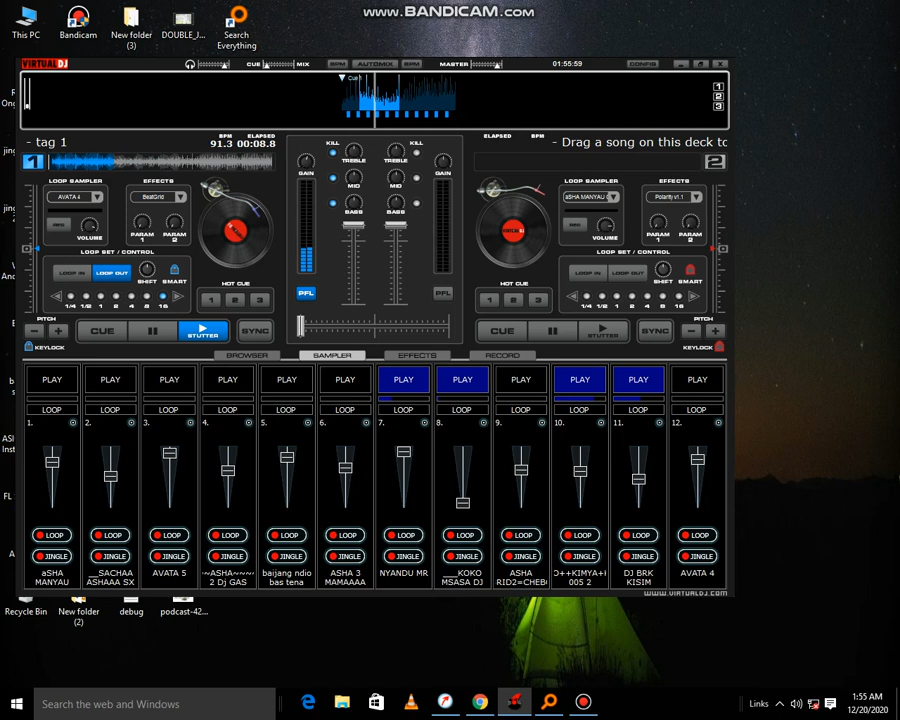 WWW.BANDICAM.COM
This PC
Bandicam
New folder
(3)
DOUBLE_J...
Search
Everything
VIRTUALDJ
CUE
MIX
BPM
AUTOMIX
BPM
MASTER
01:55:59
CONFIG
Cue 1
1
2
3
- tag 1
BPM
91.3
ELAPSED
00:08.8
KILL
KILL
ELAPSED
BPM
- Drag a song on this deck to
1
GAIN
TREBLE
TREBLE
GAIN
2
LOOP SAMPLER
EFFECTS
MID
MID
LOOP SAMPLER
EFFECTS
AVATA 4
BeatGrid
BASS
BASS
aSHA MANYAU
Polarity v1.1
REC
VOLUME
PARAM
1
PARAM
2
REC
VOLUME
PARAM
1
PARAM
2
LOOP SET / CONTROL
LOOP SET / CONTROL
LOOP IN
LOOP OUT
SHIFT
SMART
HOT CUE
PFL
PFL
HOT CUE
LOOP IN
LOOP OUT
SHIFT
SMART
1/4 1/2 1 2 4 8 16
1 2 3
1 2 3
1/4 1/2 1 2 4 8 16
PITCH
CUE
STUTTER
SYNC
CUE
STUTTER
SYNC
PITCH
KEYLOCK
KEYLOCK
BROWSER
SAMPLER
EFFECTS
RECORD
PLAY PLAY PLAY PLAY PLAY PLAY PLAY PLAY PLAY PLAY PLAY PLAY
LOOP LOOP LOOP LOOP LOOP LOOP LOOP LOOP LOOP LOOP LOOP LOOP
1. 2. 3. 4. 5. 6. 7. 8. 9. 10. 11. 12.
LOOP LOOP LOOP LOOP LOOP LOOP LOOP LOOP LOOP LOOP LOOP LOOP
JINGLE JINGLE JINGLE JINGLE JINGLE JINGLE JINGLE JINGLE JINGLE JINGLE JINGLE JINGLE
aSHA
MANYAU
__SACHAA
ASHAAA SX
AVATA 5
~~ASHA~~~~
2 Dj GAS
baijang ndio
bas tena
ASHA 3
MAMAAAA
NYANDU MR
___KOKO
MSASA DJ
ASHA
RID2=CHEB
++KIMYA+
005 2
DJ BRK
KISIM
AVATA 4
WWW.VIRTUALDJ.COM
Recycle Bin
New folder
(2)
debug
podcast-42...
Search the web and Windows
Links
1:55 AM
12/20/2020